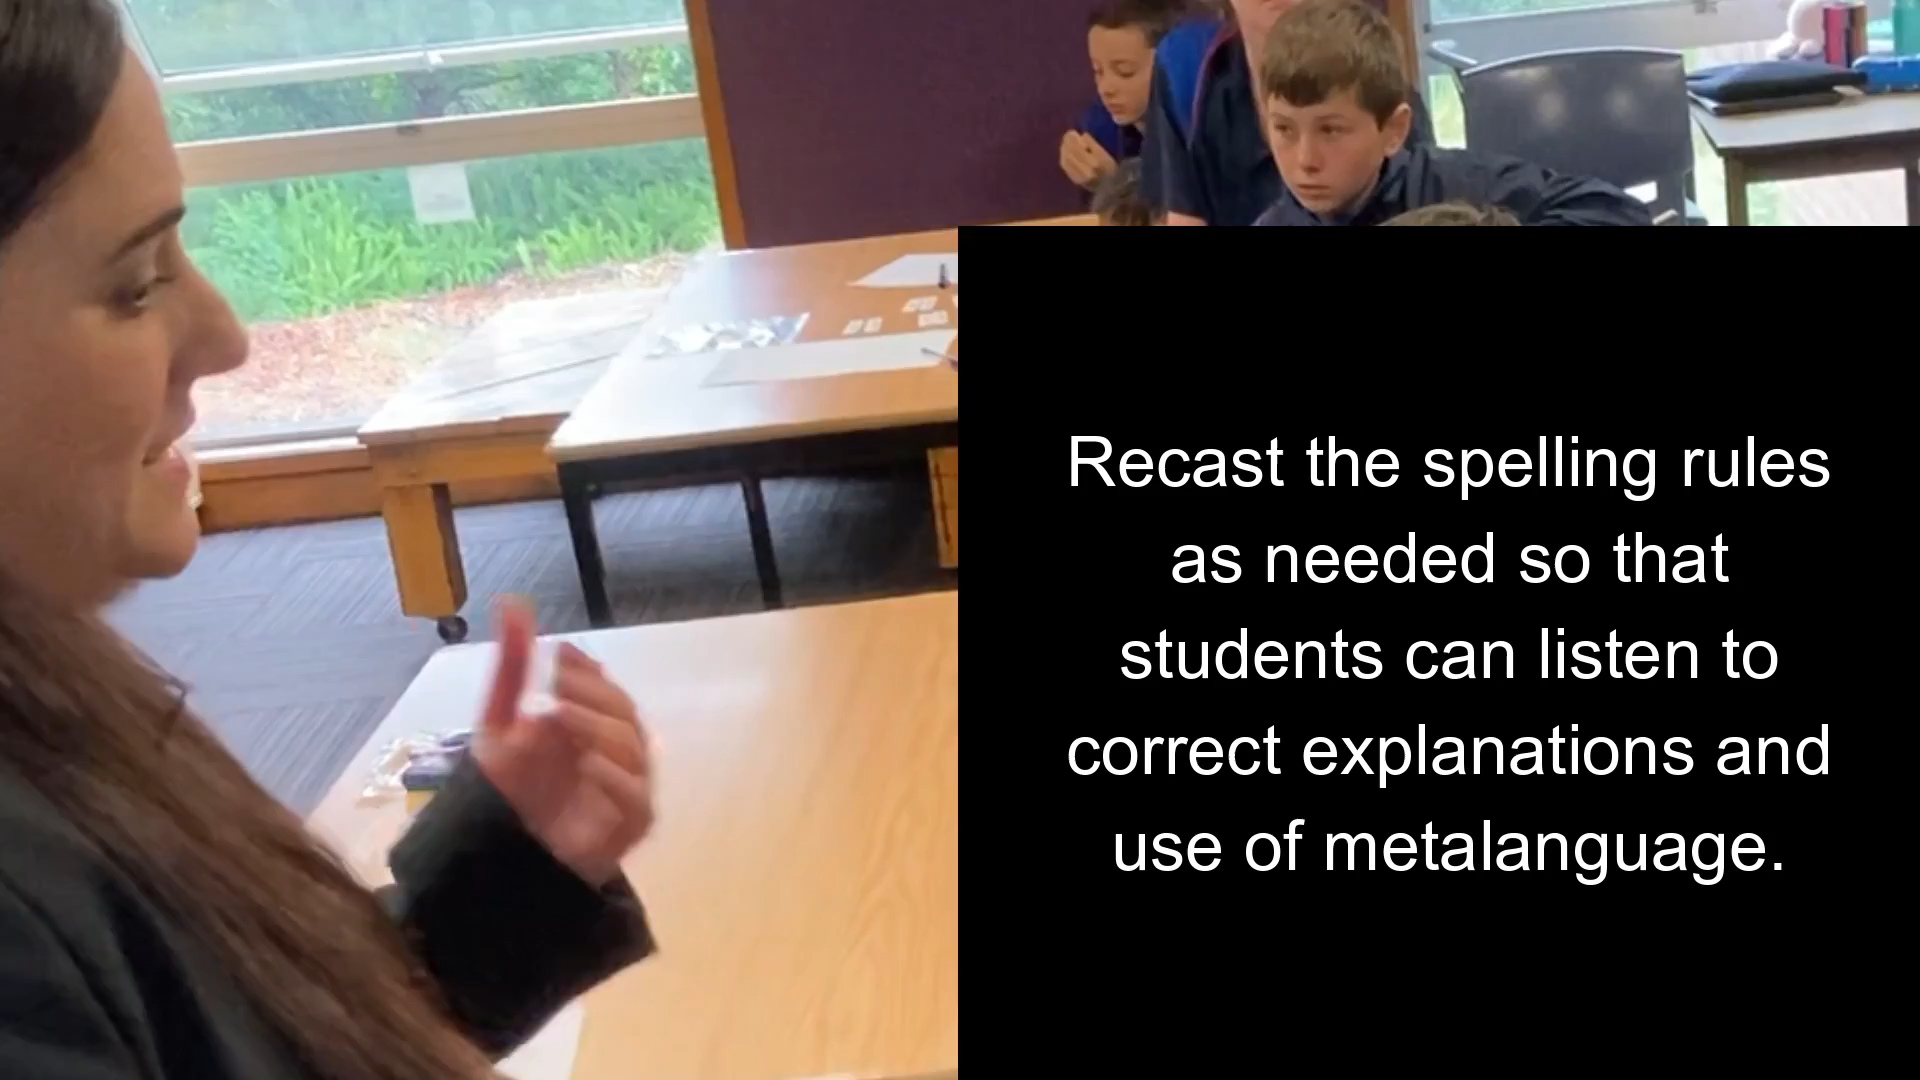 Recast the spelling rules
as needed so that
students can listen to
correct explanations and
use of metalanguage.